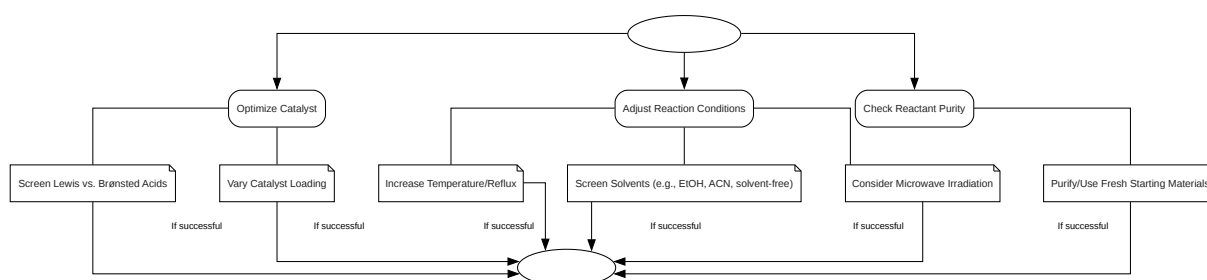 Optimize Catalyst
Adjust Reaction Conditions
Check Reactant Purity
Screen Lewis vs. Brønsted Acids
Vary Catalyst Loading
Increase Temperature/Reflux
Screen Solvents (e.g., EtOH, ACN, solvent-free)
Consider Microwave Irradiation
Purify/Use Fresh Starting Materials
If successful
If successful
If successful
If successful
If successful
If successful